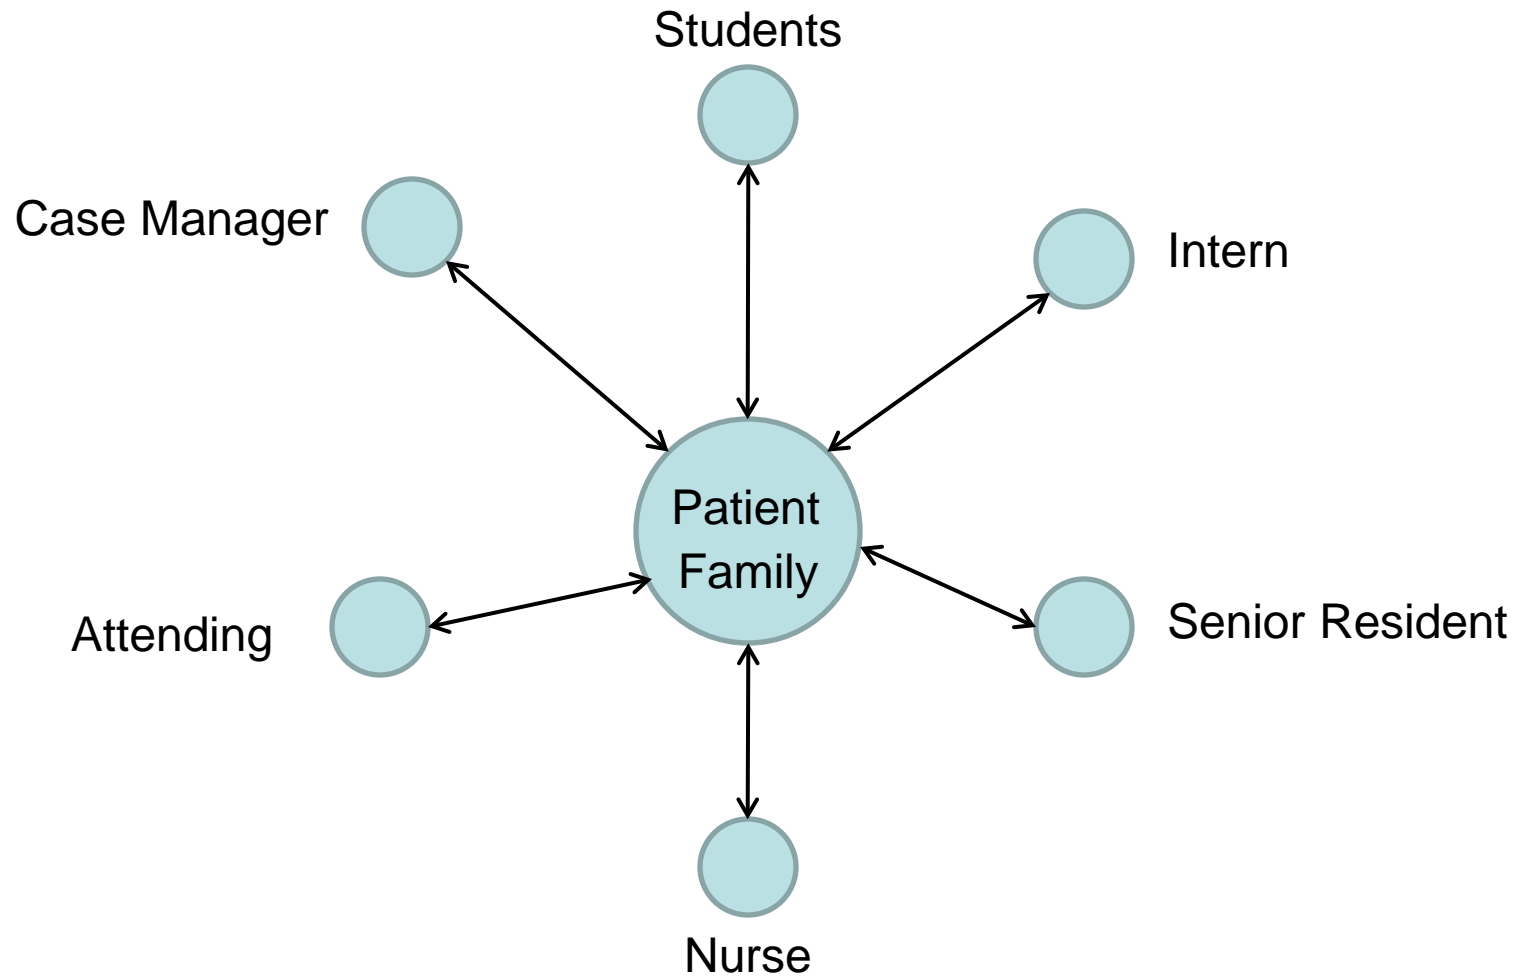 Students
Case Manager
Intern
Patient
Family
Attending
Senior Resident
Nurse